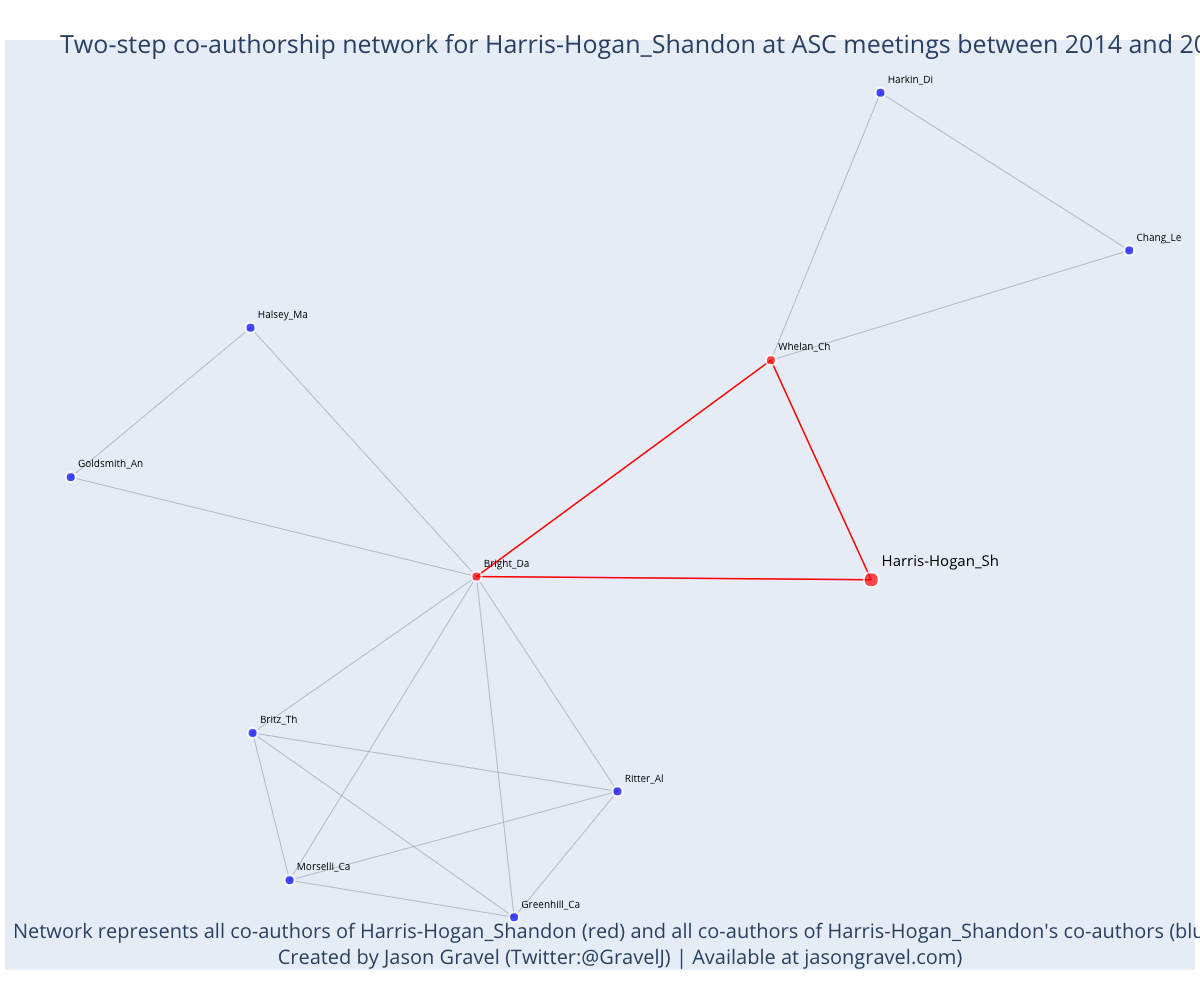 Two-step co-authorship network for Harris-Hogan_Shandon at ASC meetings between 2014 and 20
Harkin_Di
Chang_Le
Halsey_Ma
Whelan_Ch
Goldsmith_An
Bright_Da
Harris-Hogan_Sh
Britz_Th
Ritter_Al
Morselli_Ca
Greenhill_Ca
Network represents all co-authors of Harris-Hogan_Shandon (red) and all co-authors of Harris-Hogan_Shandon's co-authors (blu
Created by Jason Gravel (Twitter:@GravelJ) | Available at jasongravel.com)